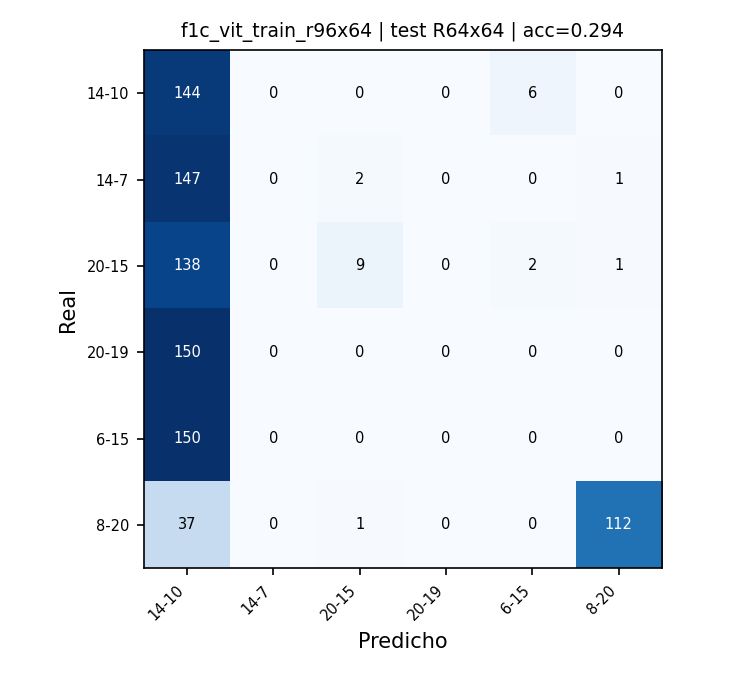 f1c_vit_train_r96x64 | test R64x64 | acc=0.294
Real
14-10 144 0 0 0 6 0
14-7 147 0 2 0 0 1
20-15 138 0 9 0 2 1
20-19 150 0 0 0 0 0
6-15 150 0 0 0 0 0
8-20 37 0 1 0 0 112
14-10 14-7 20-15 20-19 6-15 8-20
Predicho